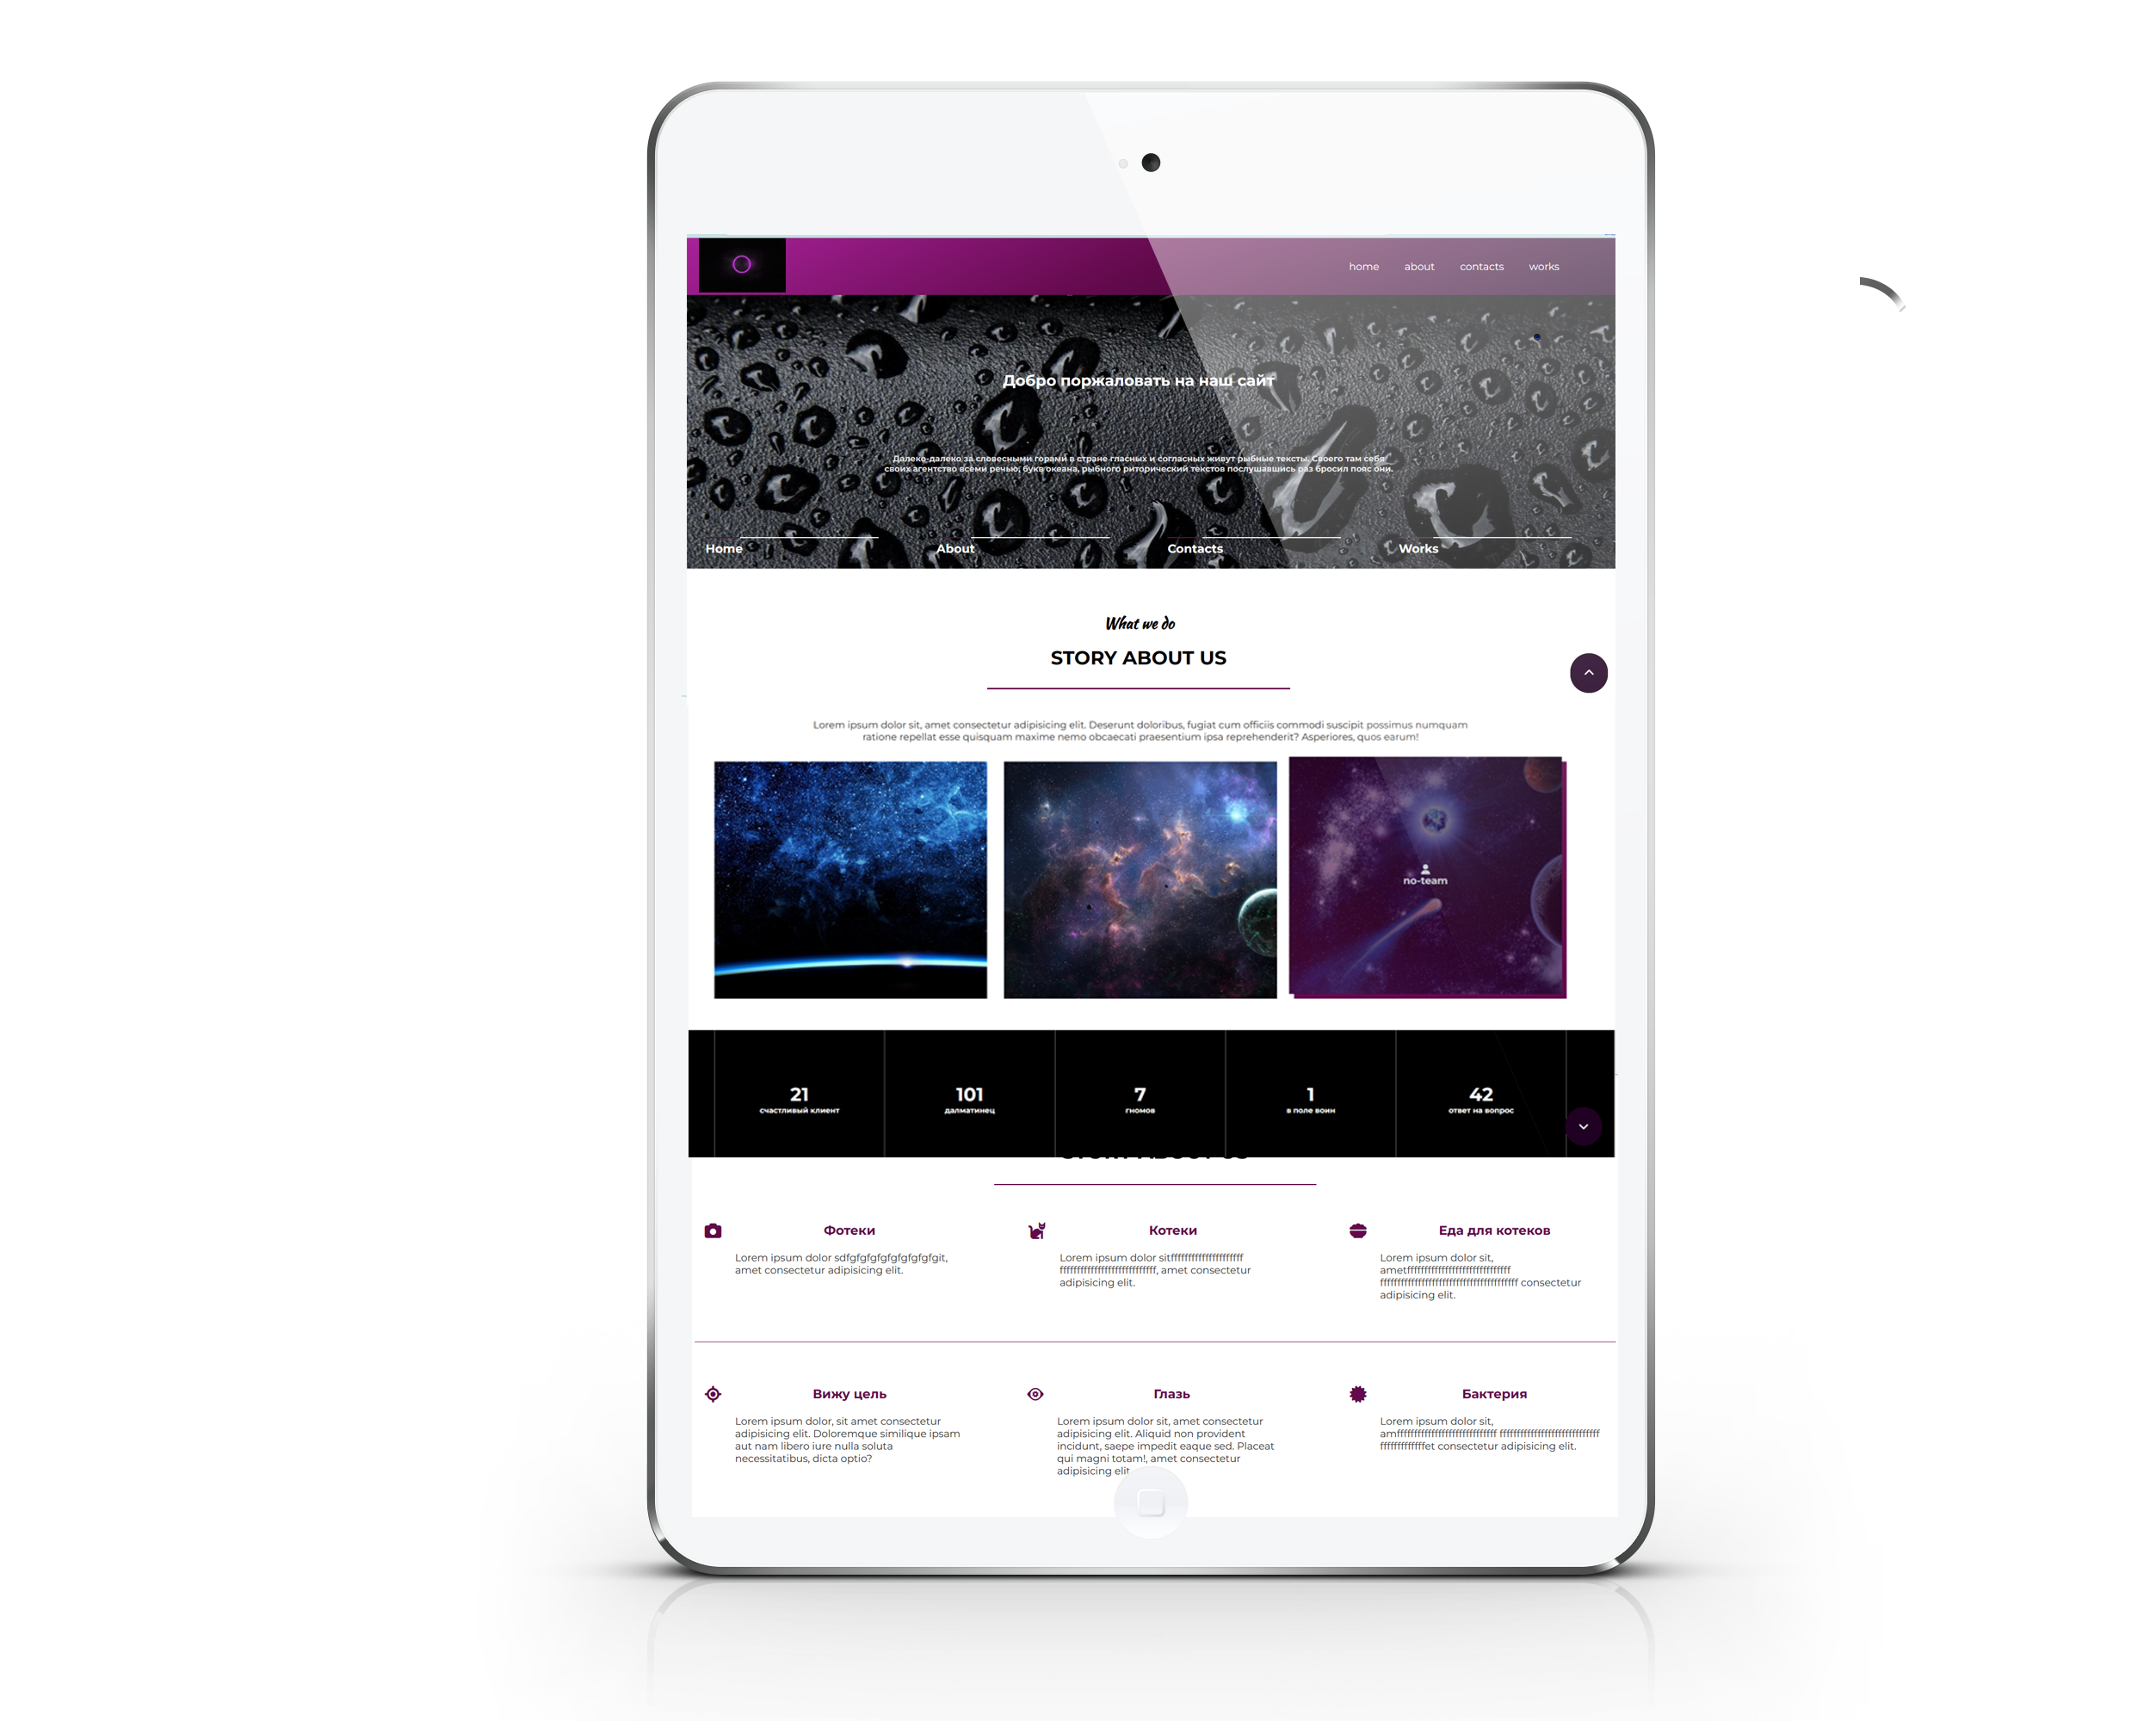 home about contacts works
Добро поржаловать на наш сайт
Далеко-далеко за словесными горами в стране гласных и согласных живут рыбные тексты. Своего там себя
своих агентство всеми речью, букв океана, рыбного риторический текстов послушавшись раз бросил пояс они.
Home About Contacts Works
What we do
STORY ABOUT US
Lorem ipsum dolor sit, amet consectetur adipisicing elit. Deserunt doloribus, fugiat cum officiis commodi suscipit possimus numquam
ratione repellat esse quisquam maxime nemo obcaecati praesentium ipsa reprehenderit? Asperiores, quos earum!
no-team
21
счастливый клиент
101
далматинец
7
гномов
1
в поле воин
42
ответ на вопрос
Фотеки
Lorem ipsum dolor sdfgfgfgfgfgfgfgfgfgit,
amet consectetur adipisicing elit.
Котеки
Lorem ipsum dolor sitfffffffffffffffffffff
ffffffffffffffffffffffffffff, amet consectetur
adipisicing elit.
Еда для котеков
Lorem ipsum dolor sit,
ametffffffffffffffffffffffffffffff
ffffffffffffffffffffffffffffffffffffffff consectetur
adipisicing elit.
Вижу цель
Lorem ipsum dolor, sit amet consectetur
adipisicing elit. Doloremque similique ipsam
aut nam libero iure nulla soluta
necessitatibus, dicta optio?
Глазь
Lorem ipsum dolor sit, amet consectetur
adipisicing elit. Aliquid non provident
incidunt, saepe impedit eaque sed. Placeat
qui magni totam!, amet consectetur
adipisicing elit
Бактерия
Lorem ipsum dolor sit,
amfffffffffffffffffffffffffffff fffffffffffffffffffffffffffff
fffffffffffffet consectetur adipisicing elit.